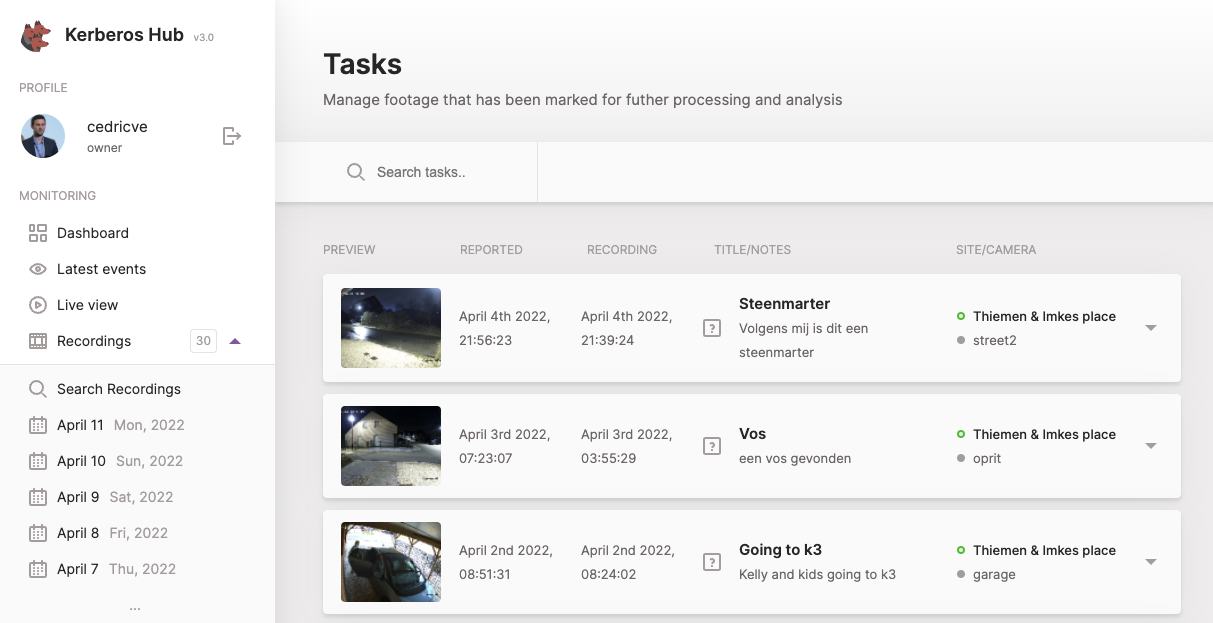 Kerberos Hub v3.0
PROFILE
cedricve
owner
MONITORING
Dashboard
Latest events
Live view
Recordings 30
Search Recordings
April 11 Mon, 2022
April 10 Sun, 2022
April 9 Sat, 2022
April 8 Fri, 2022
April 7 Thu, 2022
...
Tasks
Manage footage that has been marked for futher processing and analysis
Search tasks..
PREVIEW REPORTED RECORDING TITLE/NOTES SITE/CAMERA
April 4th 2022,
21:56:23
April 4th 2022,
21:39:24
?
Steenmarter
Volgens mij is dit een
steenmarter
Thiemen & Imkes place
street2
April 3rd 2022,
07:23:07
April 3rd 2022,
03:55:29
?
Vos
een vos gevonden
Thiemen & Imkes place
oprit
April 2nd 2022,
08:51:31
April 2nd 2022,
08:24:02
?
Going to k3
Kelly and kids going to k3
Thiemen & Imkes place
garage